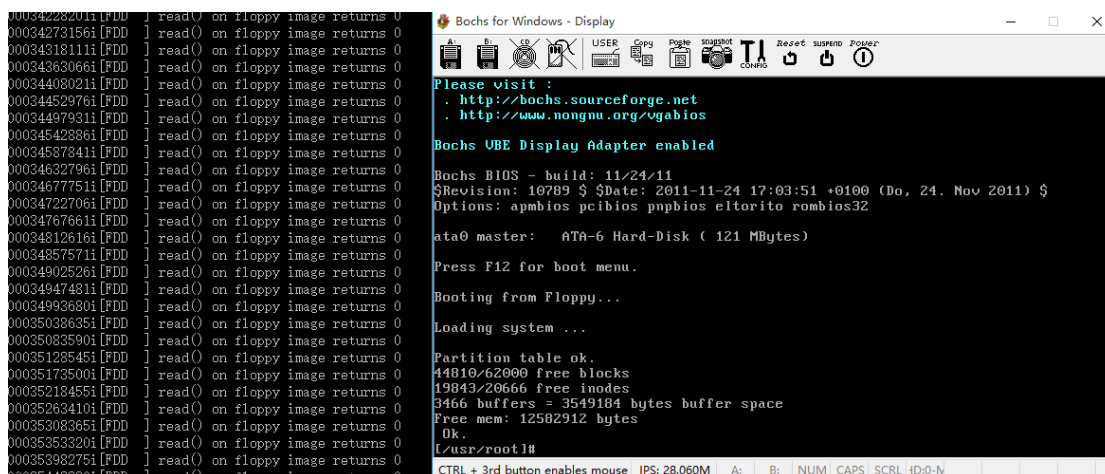 00034228201i[FDD  ] read() on floppy image returns 0
00034273156i[FDD  ] read() on floppy image returns 0
00034318111i[FDD  ] read() on floppy image returns 0
00034363066i[FDD  ] read() on floppy image returns 0
00034408021i[FDD  ] read() on floppy image returns 0
00034452976i[FDD  ] read() on floppy image returns 0
00034497931i[FDD  ] read() on floppy image returns 0
00034542886i[FDD  ] read() on floppy image returns 0
00034587841i[FDD  ] read() on floppy image returns 0
00034632796i[FDD  ] read() on floppy image returns 0
00034677751i[FDD  ] read() on floppy image returns 0
00034722706i[FDD  ] read() on floppy image returns 0
00034767661i[FDD  ] read() on floppy image returns 0
00034812616i[FDD  ] read() on floppy image returns 0
00034857571i[FDD  ] read() on floppy image returns 0
00034902526i[FDD  ] read() on floppy image returns 0
00034947481i[FDD  ] read() on floppy image returns 0
00034993680i[FDD  ] read() on floppy image returns 0
00035038635i[FDD  ] read() on floppy image returns 0
00035083590i[FDD  ] read() on floppy image returns 0
00035128545i[FDD  ] read() on floppy image returns 0
00035173500i[FDD  ] read() on floppy image returns 0
00035218455i[FDD  ] read() on floppy image returns 0
00035263410i[FDD  ] read() on floppy image returns 0
00035308365i[FDD  ] read() on floppy image returns 0
00035353320i[FDD  ] read() on floppy image returns 0
00035398275i[FDD  ] read() on floppy image returns 0
Bochs for Windows - Display
A: B: CD USER Copy Paste snapshot CONFIG Reset SUSPEND Power
Please visit :
 . http://bochs.sourceforge.net
 . http://www.nongnu.org/vgabios
Bochs VBE Display Adapter enabled
Bochs BIOS - build: 11/24/11
$Revision: 10789 $ $Date: 2011-11-24 17:03:51 +0100 (Do, 24. Nov 2011) $
Options: apmbios pcibios pnpbios eltorito rombios32
ata0 master:   ATA-6 Hard-Disk ( 121 MBytes)
Press F12 for boot menu.
Booting from Floppy...
Loading system ...
Partition table ok.
44810/62000 free blocks
19843/20666 free inodes
3466 buffers = 3549184 bytes buffer space
Free mem: 12582912 bytes
 Ok.
[/usr/root]#
CTRL + 3rd button enables mouse IPS: 28.060M A: B: NUM CAPS SCRL